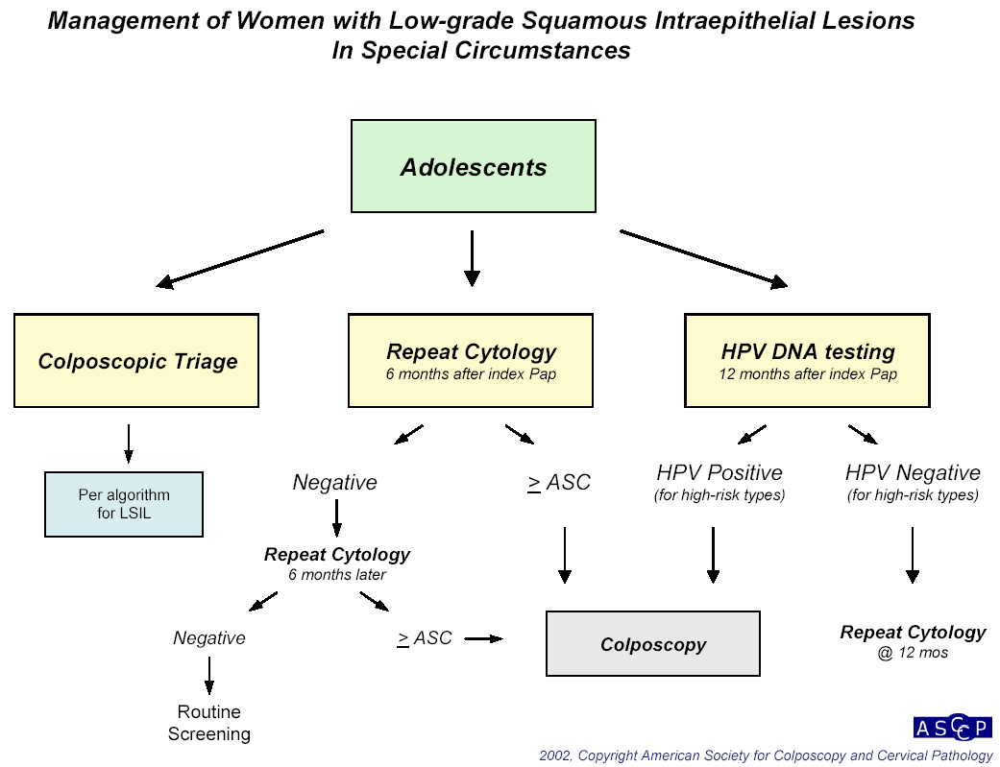 Management of Women with Low-grade Squamous Intraepithelial Lesions
In Special Circumstances
Adolescents
Colposcopic Triage
Repeat Cytology
6 months after index Pap
HPV DNA testing
12 months after index Pap
Per algorithm
for LSIL
Negative
≥ ASC
HPV Positive
(for high-risk types)
HPV Negative
(for high-risk types)
Repeat Cytology
6 months later
Negative
≥ ASC
Colposcopy
Repeat Cytology
@ 12 mos
Routine
Screening
ASCCP
2002, Copyright American Society for Colposcopy and Cervical Pathology